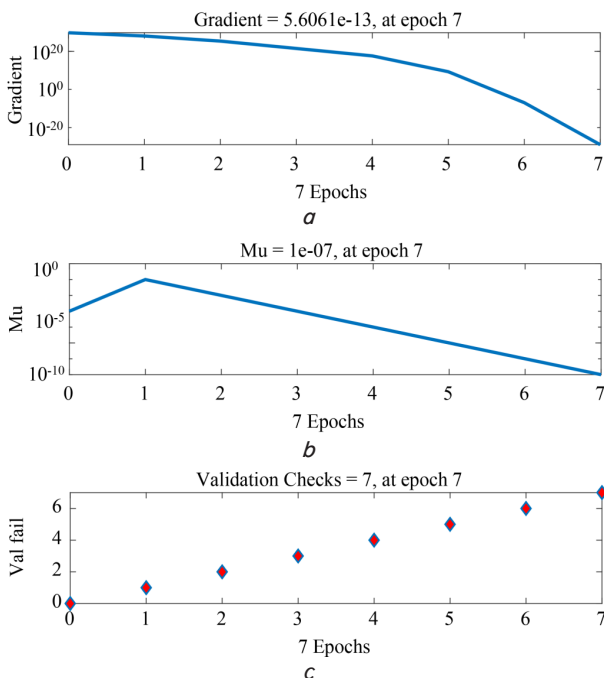 Gradient = 5.6061e-13, at epoch 7
Gradient
10^20
10^0
10^-20
0 1 2 3 4 5 6 7
7 Epochs
a
Mu = 1e-07, at epoch 7
Mu
10^0
10^-5
10^-10
0 1 2 3 4 5 6 7
7 Epochs
b
Validation Checks = 7, at epoch 7
Val fail
6
4
2
0
0 1 2 3 4 5 6 7
7 Epochs
c